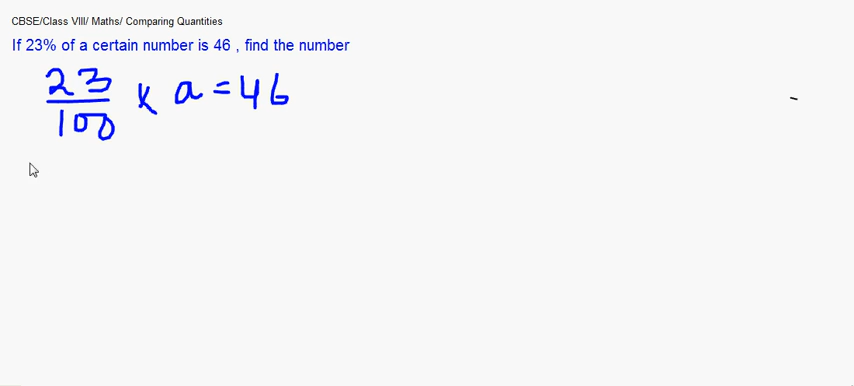 CBSE/Class VIII/ Maths/ Comparing Quantities
If 23% of a certain number is 46 , find the number
23/100 x a = 46